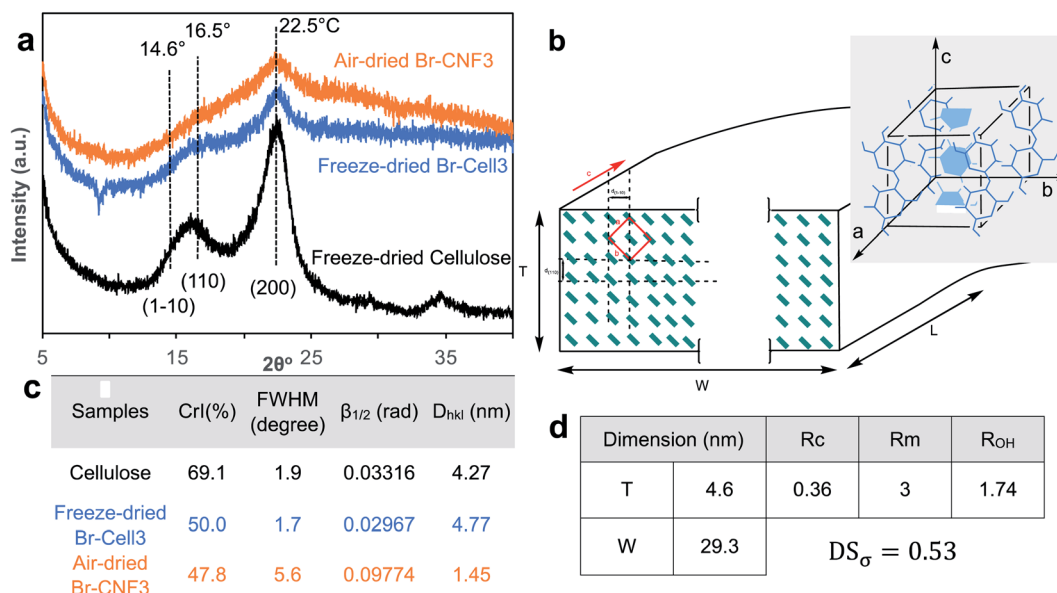 a
14.6°
16.5°
22.5°C
Air-dried Br-CNF3
Freeze-dried Br-Cell3
Freeze-dried Cellulose
(1-10)
(110)
(200)
Intensity (a.u.)
5
15
25
35
2θ°
b
c
b
a
c
d(1-10)
a
b
d(110)
T
W
L
c
Samples CrI(%) FWHM (degree) β1/2 (rad) Dhkl (nm)
Cellulose 69.1 1.9 0.03316 4.27
Freeze-dried Br-Cell3 50.0 1.7 0.02967 4.77
Air-dried Br-CNF3 47.8 5.6 0.09774 1.45
d
Dimension (nm) Rc Rm ROH
T 4.6 0.36 3 1.74
W 29.3
DSσ = 0.53